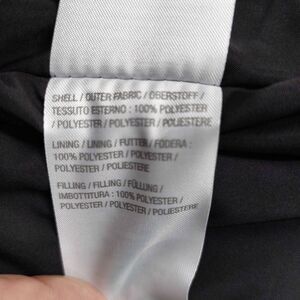 SHELL / OUTER FABRIC / OBERSTOFF /
TESSUTO ESTERNO : 100% POLYESTER
/ POLYESTER / POLYESTER / POLIESTERE
LINING / LINING / FUTTER / FODERA :
100% POLYESTER / POLYESTER /
POLYESTER / POLIESTERE
FILLING / FILLING / FÜLLUNG /
IMBOTTITURA : 100% POLYESTER /
POLYESTER / POLYESTER / POLIESTERE